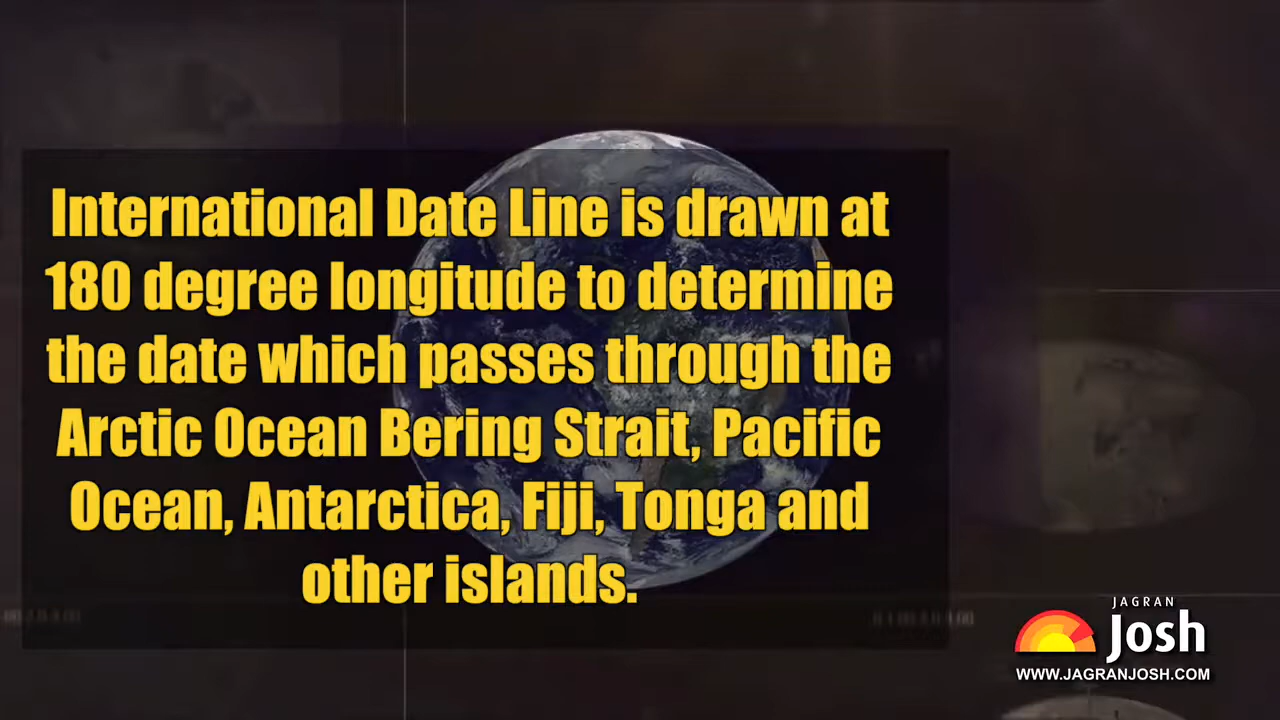 International Date Line is drawn at
180 degree longitude to determine
the date which passes through the
Arctic Ocean Bering Strait, Pacific
Ocean, Antarctica, Fiji, Tonga and
other islands.
JAGRAN
Josh
WWW.JAGRANJOSH.COM